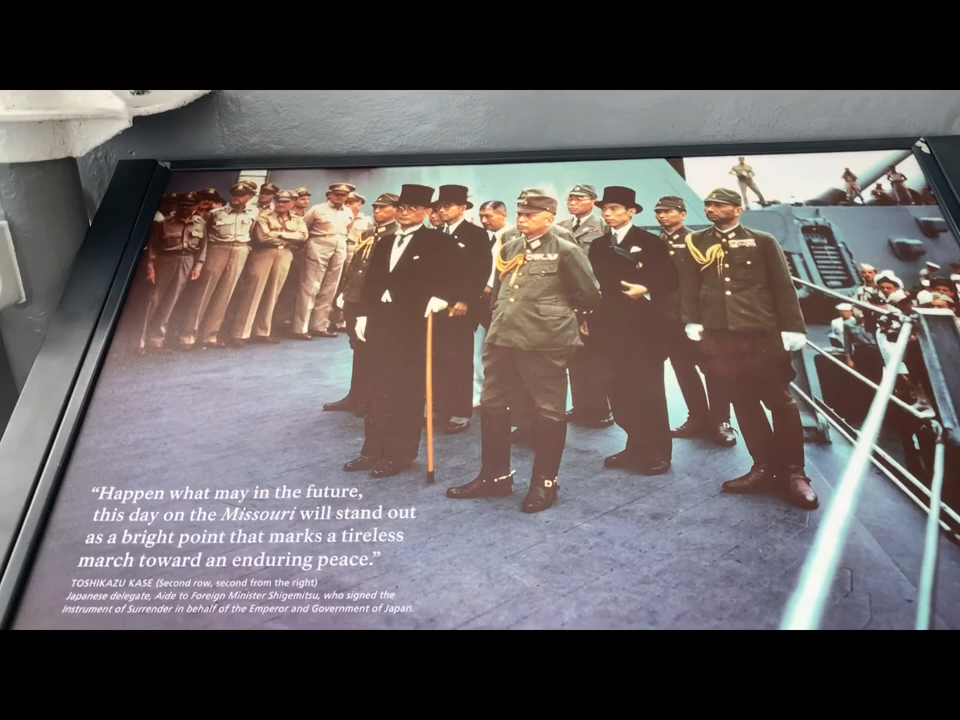 “Happen what may in the future,
this day on the Missouri will stand out
as a bright point that marks a tireless
march toward an enduring peace.”
TOSHIKAZU KASE (Second row, second from the right)
Japanese delegate, Aide to Foreign Minister Shigemitsu, who signed the
Instrument of Surrender in behalf of the Emperor and Government of Japan.